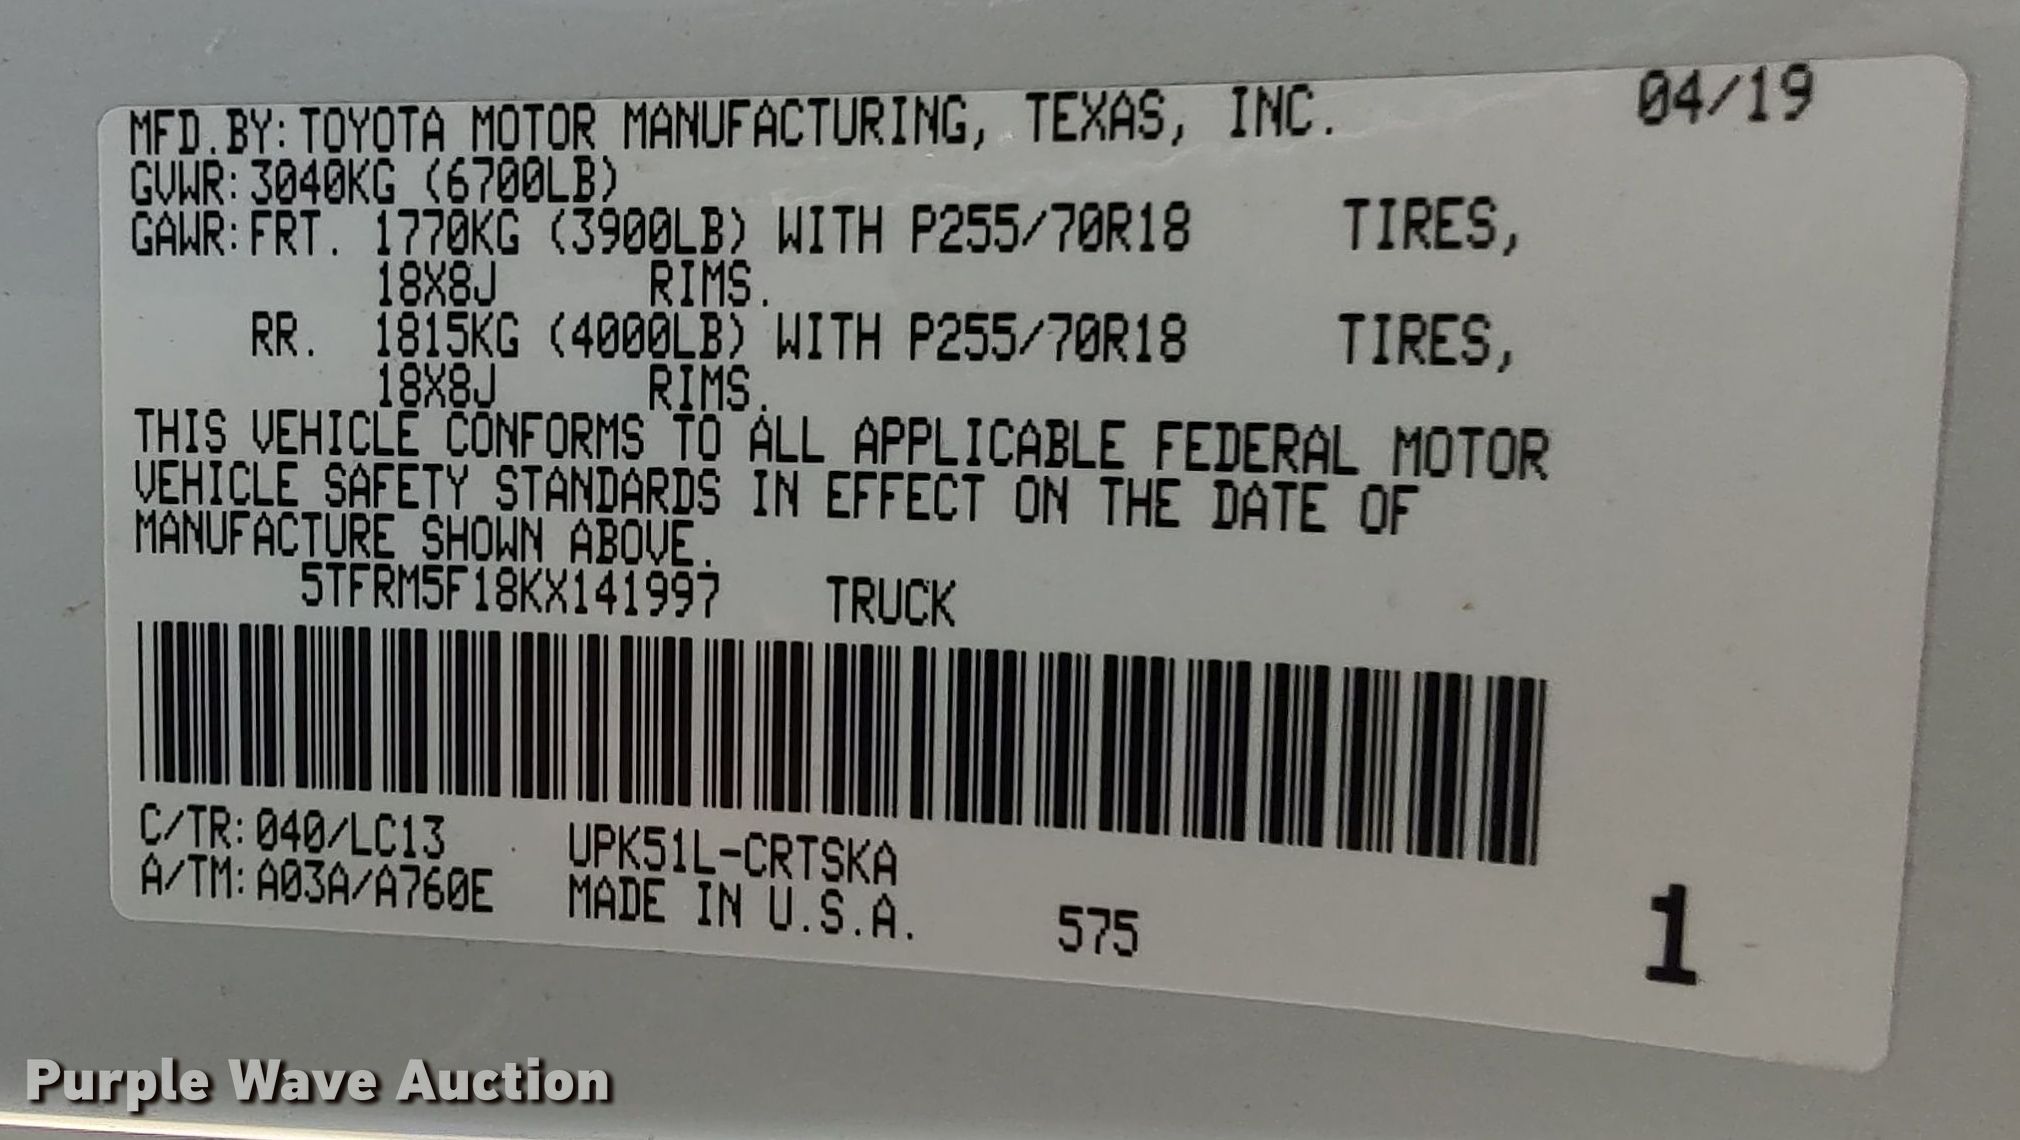 MFD.BY:TOYOTA MOTOR MANUFACTURING, TEXAS, INC. 04/19
GVWR:3040KG (6700LB)
GAWR:FRT. 1770KG (3900LB) WITH P255/70R18 TIRES,
18X8J RIMS.
RR. 1815KG (4000LB) WITH P255/70R18 TIRES,
18X8J RIMS.
THIS VEHICLE CONFORMS TO ALL APPLICABLE FEDERAL MOTOR
VEHICLE SAFETY STANDARDS IN EFFECT ON THE DATE OF
MANUFACTURE SHOWN ABOVE.
5TFRM5F18KX141997 TRUCK
C/TR:040/LC13 UPK51L-CRTSKA
A/TM:A03A/A760E MADE IN U.S.A. 575 1
Purple Wave Auction